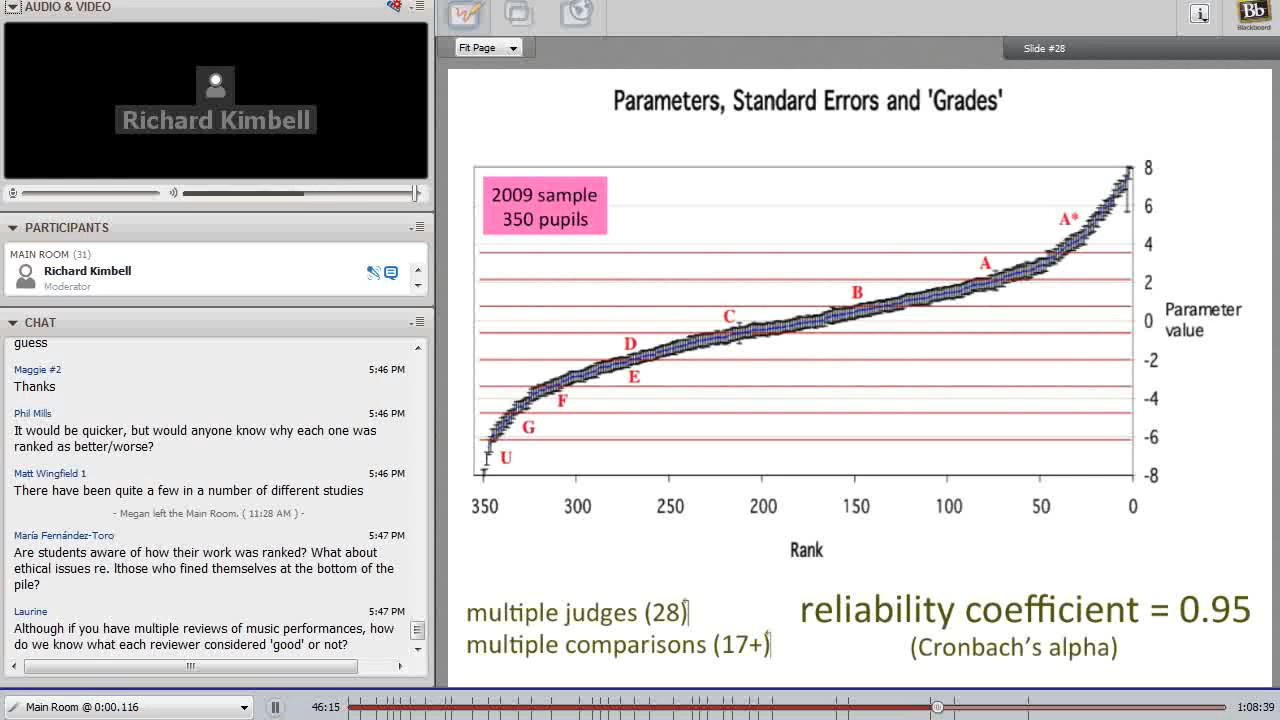 AUDIO & VIDEO
Richard Kimbell
PARTICIPANTS
MAIN ROOM (31)
Richard Kimbell
Moderator
CHAT
guess
Maggie #2 5:46 PM
Thanks
Phil Mills 5:46 PM
It would be quicker, but would anyone know why each one was
ranked as better/worse?
Matt Wingfield 1 5:46 PM
There have been quite a few in a number of different studies
- Megan left the Main Room. ( 11:28 AM ) -
María Fernández-Toro 5:47 PM
Are students aware of how their work was ranked? What about
ethical issues re. lthose who fined themselves at the bottom of the
pile?
Laurine 5:47 PM
Although if you have multiple reviews of music performances, how
do we know what each reviewer considered 'good' or not?
Main Room @ 0:00.116
46:15
1:08:39
Fit Page
Slide #28
Bb
Blackboard
Parameters, Standard Errors and 'Grades'
2009 sample
350 pupils
A*
A
B
C
D
E
F
G
U
8
6
4
2
0
-2
-4
-6
-8
Parameter
value
350 300 250 200 150 100 50 0
Rank
multiple judges (28)
multiple comparisons (17+)
reliability coefficient = 0.95
(Cronbach's alpha)